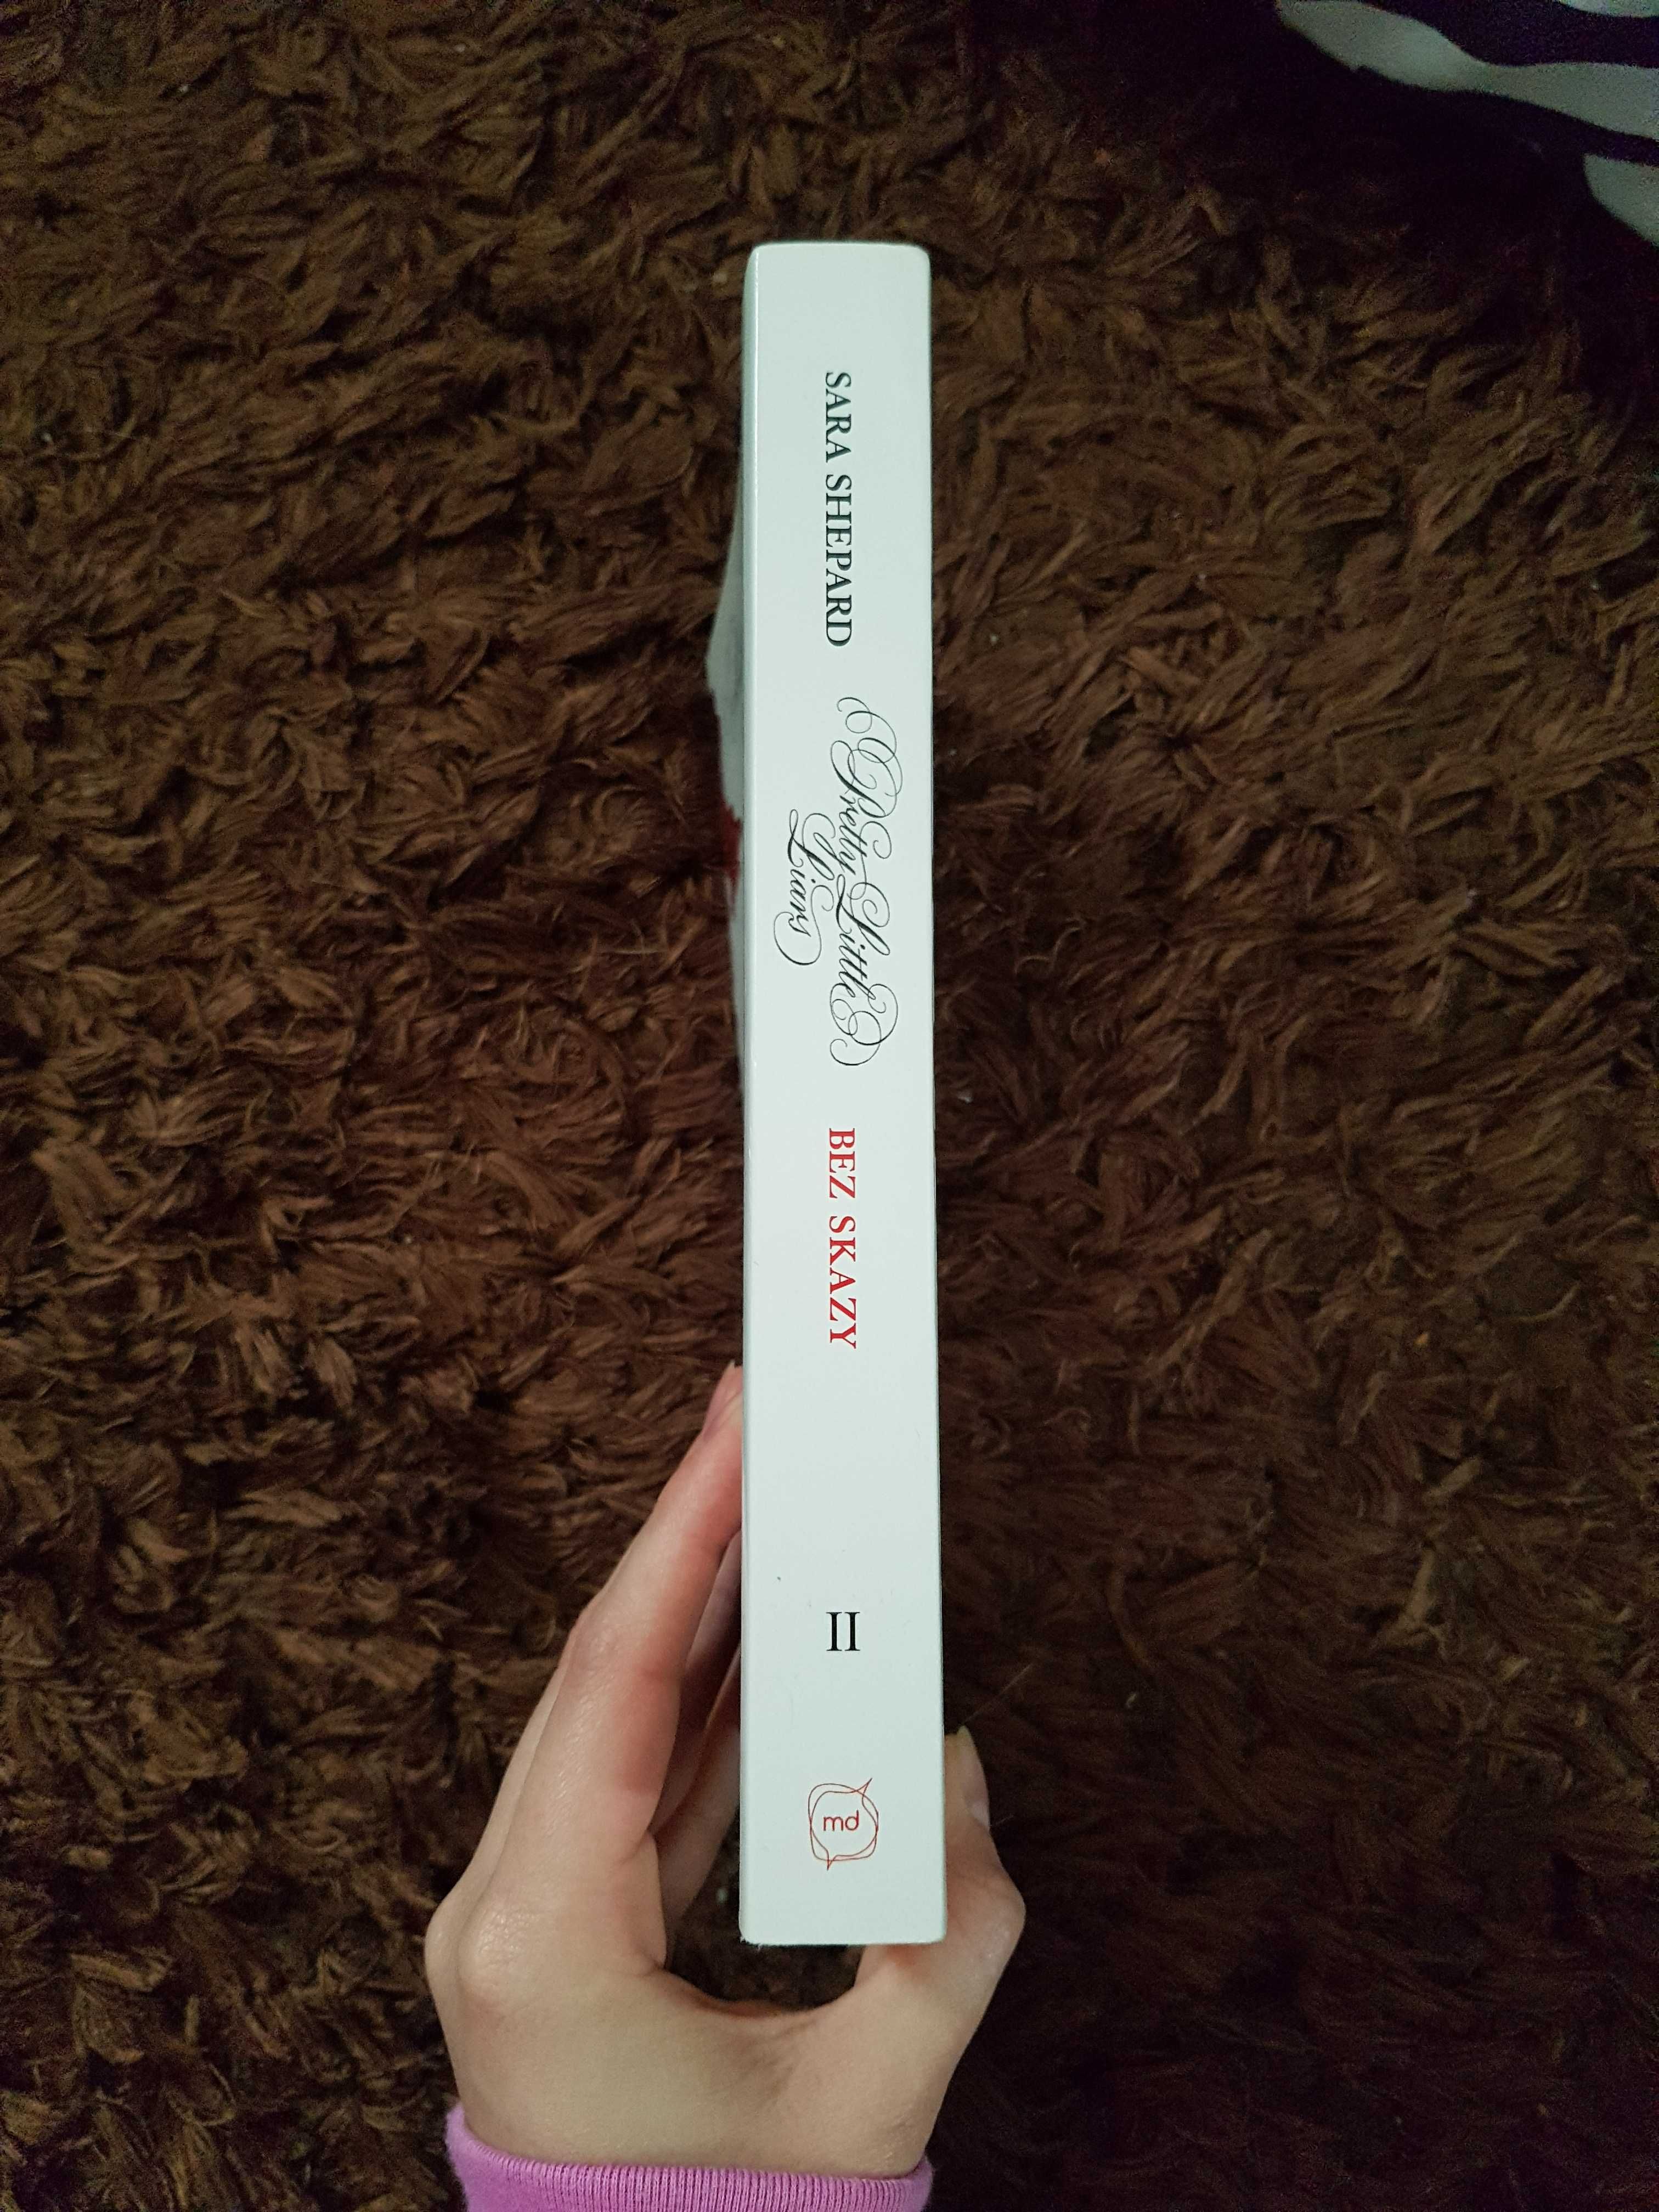 SARA SHEPARD
Pretty Little
Liars
BEZ SKAZY
II
md